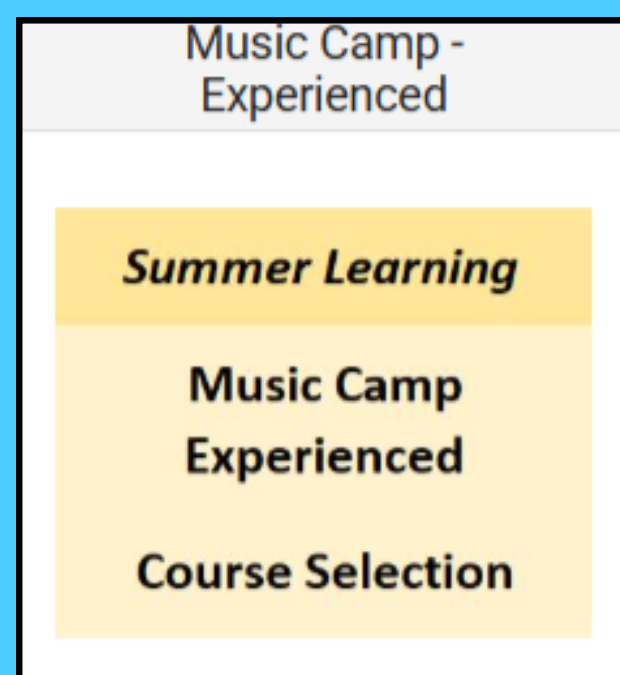 Music Camp -
Experienced
Summer Learning
Music Camp
Experienced
Course Selection